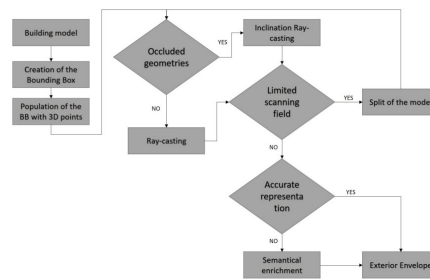 Building model
Creation of the
Bounding Box
Population of the
BB with 3D points
Occluded
geometries
YES
NO
Inclination Ray-
casting
Ray-casting
Limited
scanning
field
YES
NO
Split of the model
Accurate
representa
tion
YES
NO
Semantical
enrichment
Exterior Envelope